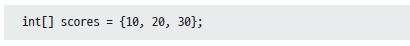 int[] scores = {10, 20, 30};